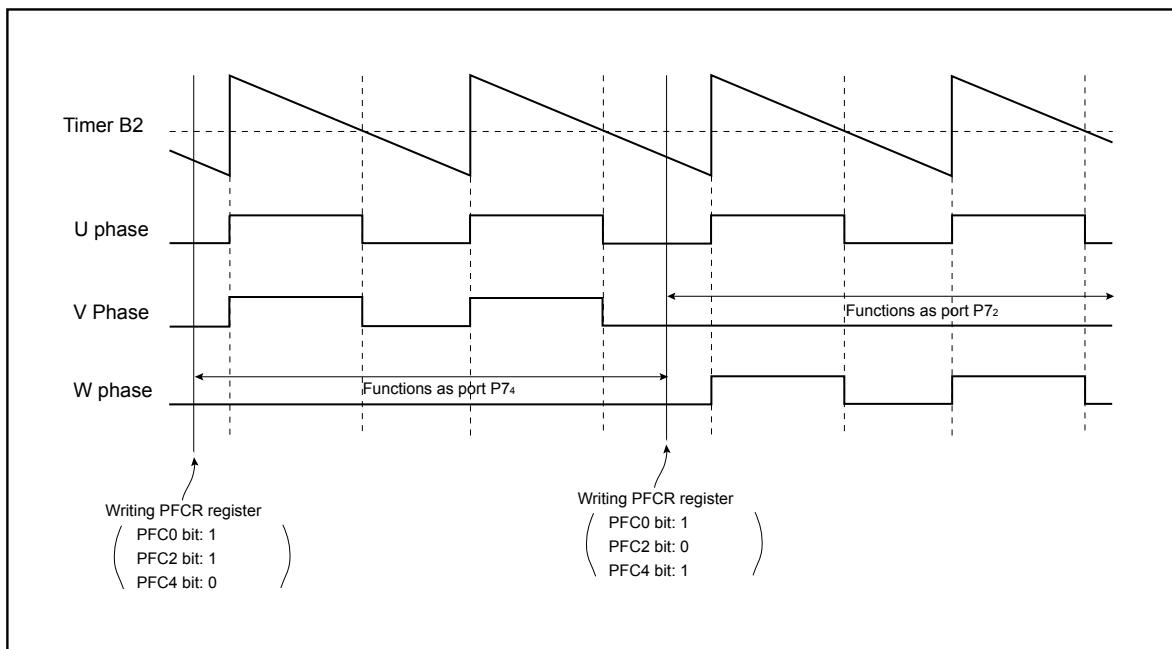 Timer B2
U phase
V Phase
Functions as port P7₂
W phase
Functions as port P7₄
Writing PFCR register
PFC0 bit: 1
PFC2 bit: 1
PFC4 bit: 0
Writing PFCR register
PFC0 bit: 1
PFC2 bit: 0
PFC4 bit: 1